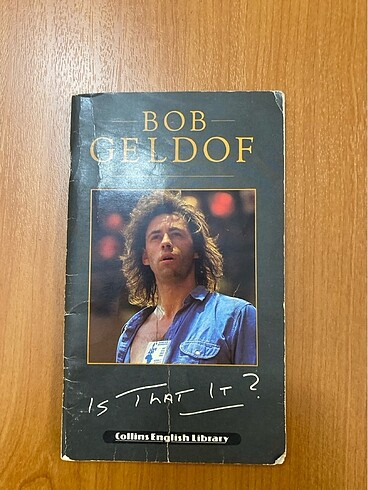 BOB
GELDOF
IS THAT IT?
Collins English Library